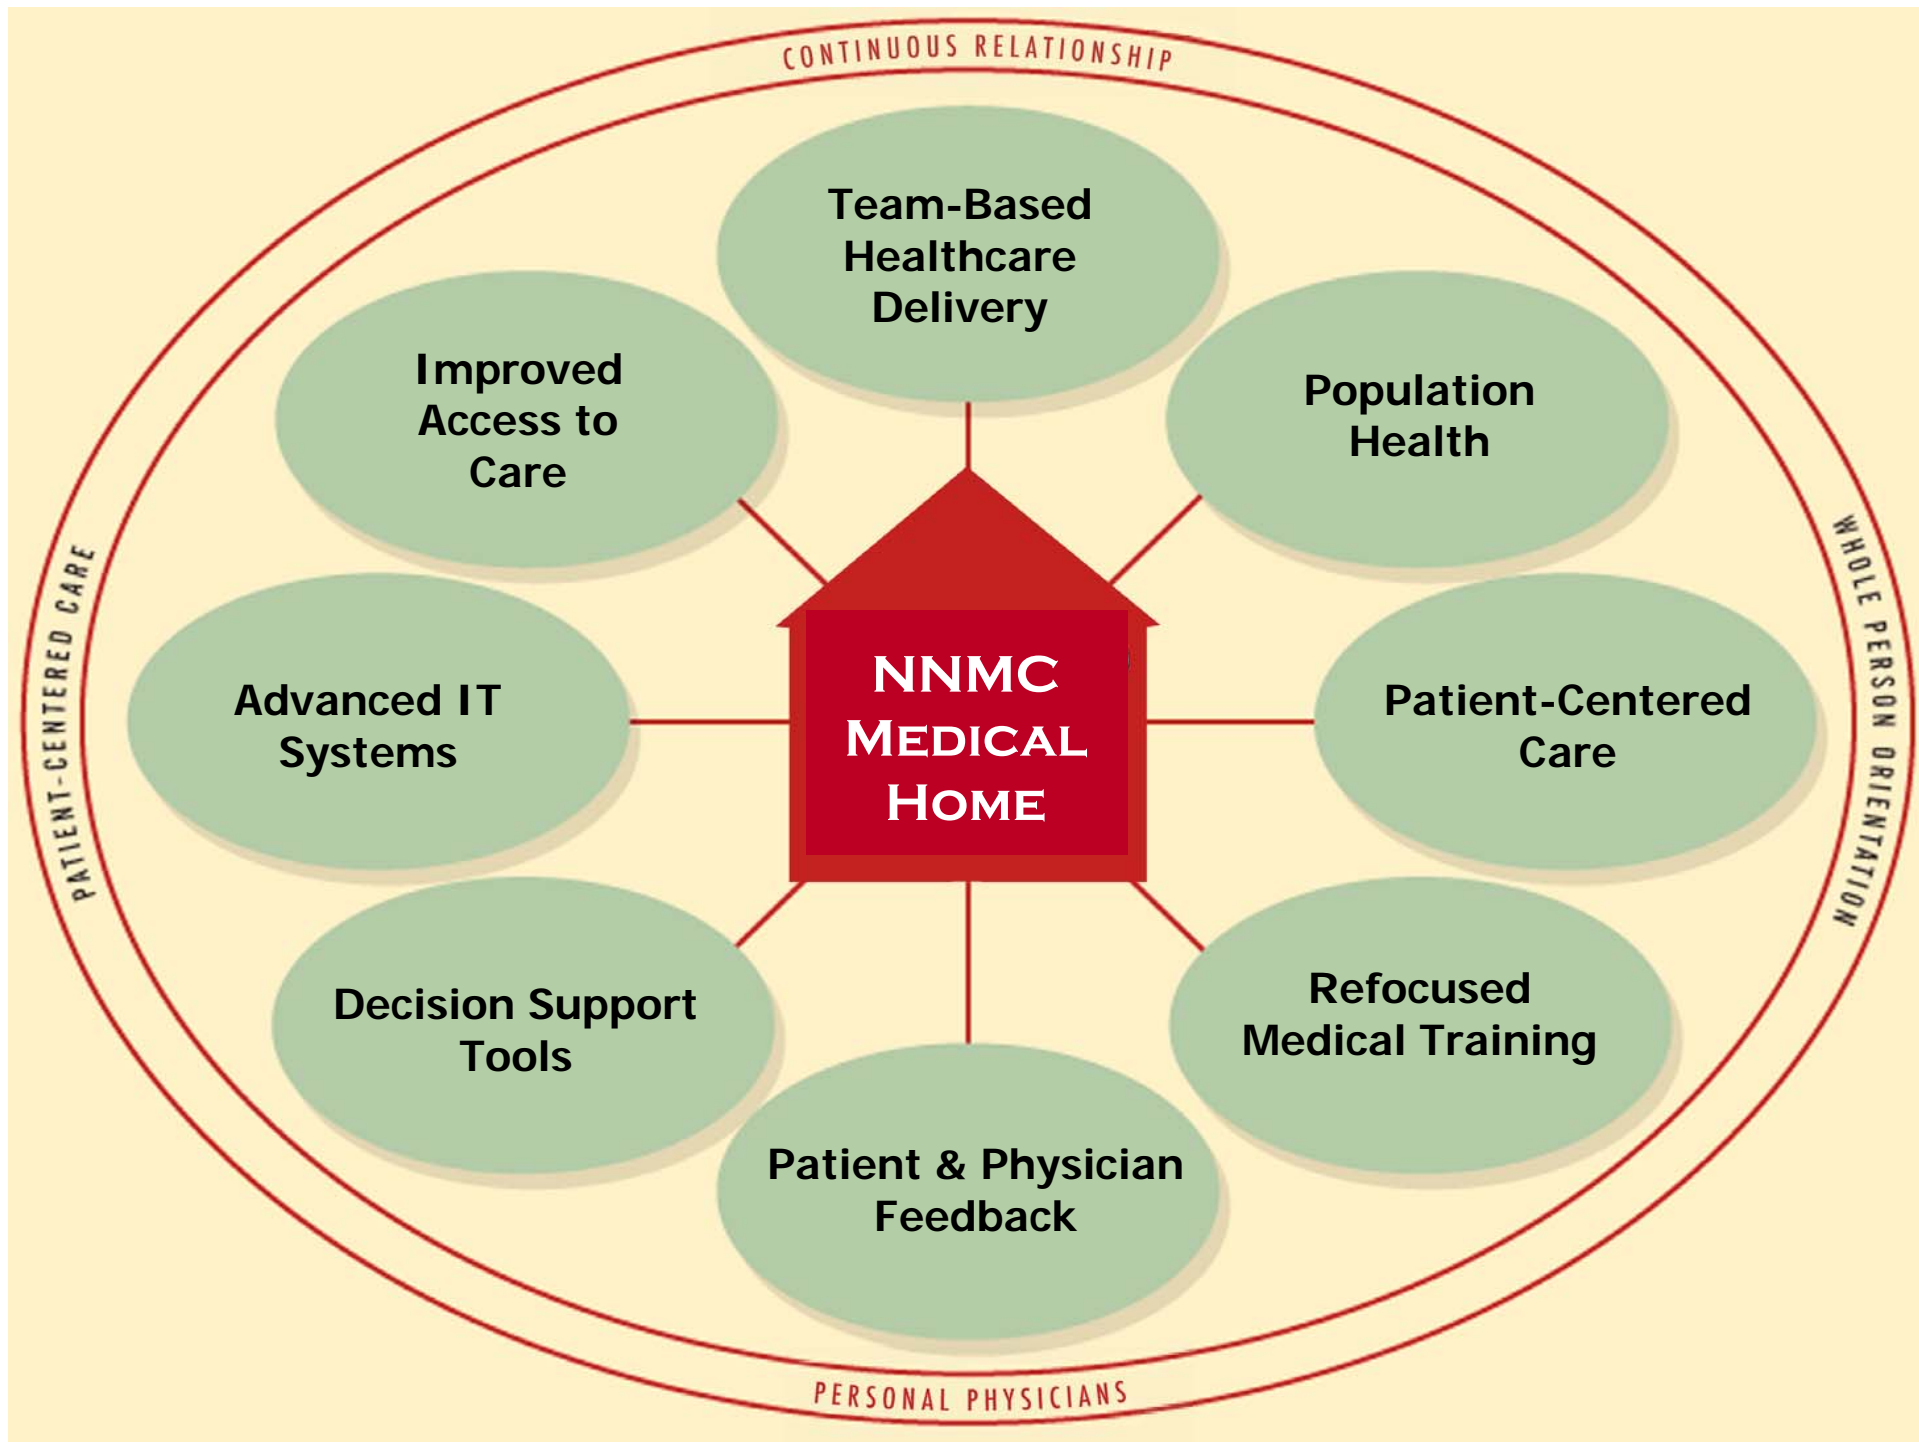 CONTINUOUS RELATIONSHIP
Team-Based
Healthcare
Delivery
Improved
Access to
Care
Population
Health
PATIENT-CENTERED CARE
WHOLE PERSON ORIENTATION
Advanced IT
Systems
NNMC
MEDICAL
HOME
Patient-Centered
Care
Decision Support
Tools
Refocused
Medical Training
Patient & Physician
Feedback
PERSONAL PHYSICIANS